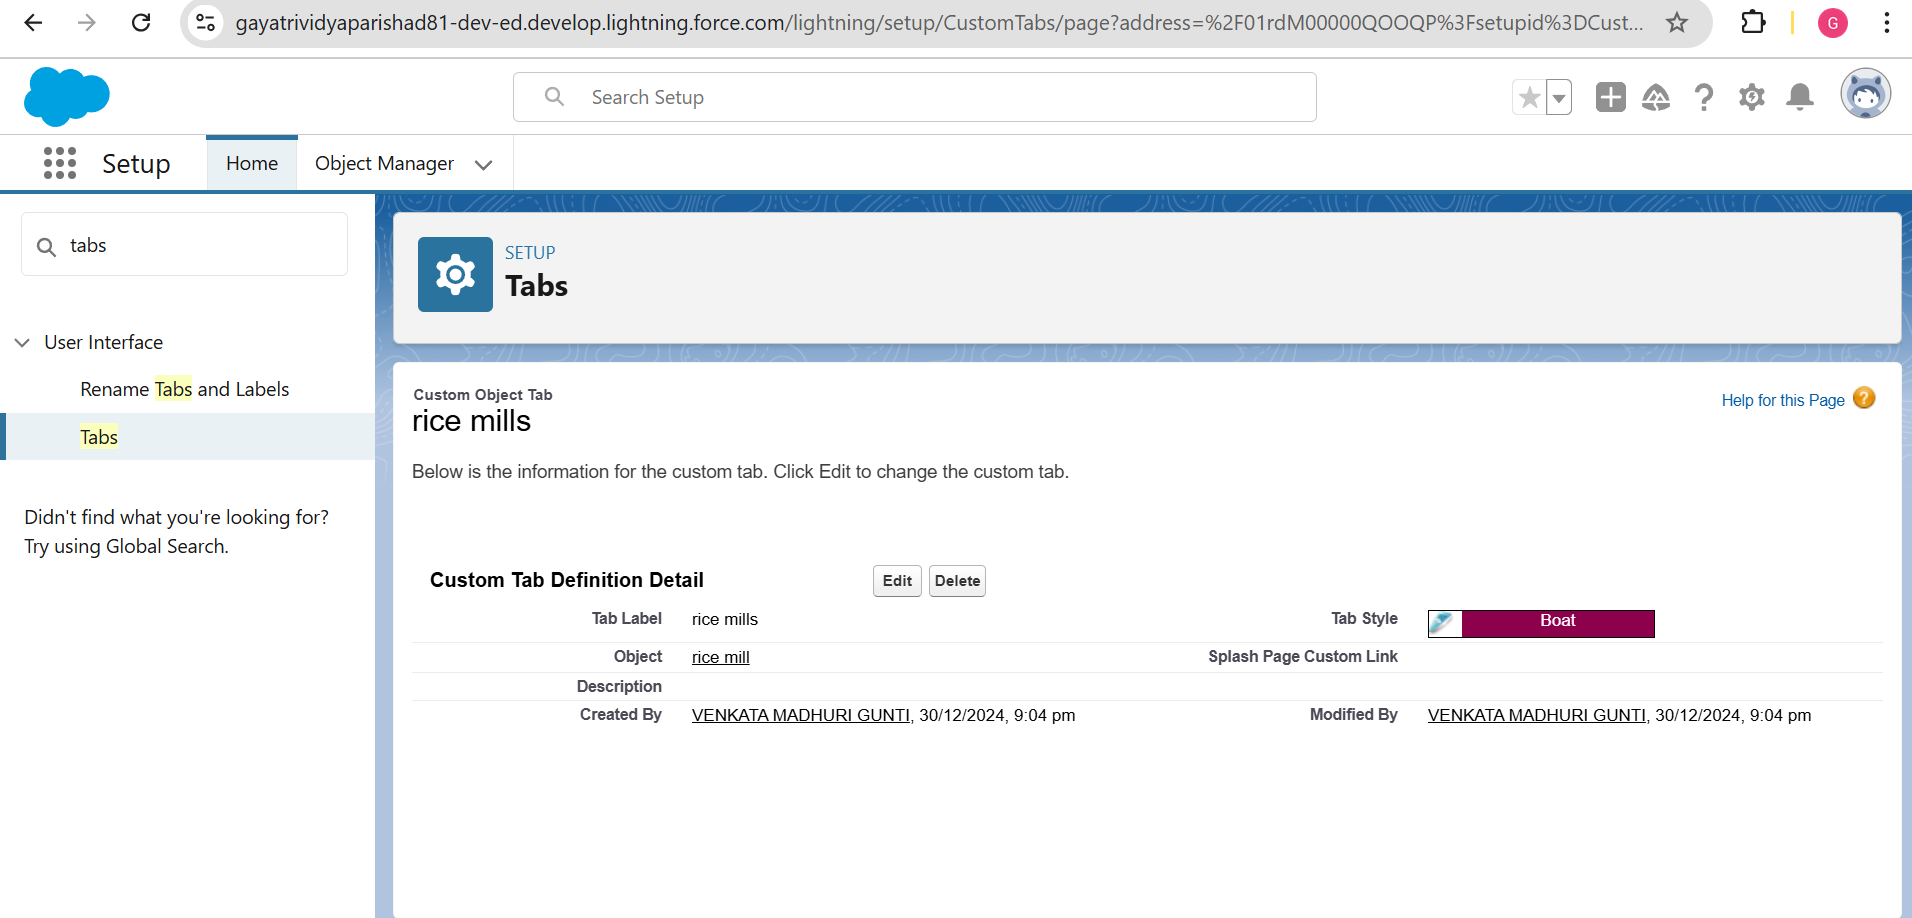 gayatrividyaparishad81-dev-ed.develop.lightning.force.com/lightning/setup/CustomTabs/page?address=%2F01rdM00000QOOQP%3Fsetupid%3DCust...
G
Search Setup
Setup
Home
Object Manager
tabs
User Interface
Rename Tabs and Labels
Tabs
Didn't find what you're looking for?
Try using Global Search.
SETUP
Tabs
Custom Object Tab
rice mills
Help for this Page ?
Below is the information for the custom tab. Click Edit to change the custom tab.
Custom Tab Definition Detail Edit Delete
Tab Label rice mills Tab Style Boat
Object rice mill Splash Page Custom Link
Description
Created By VENKATA MADHURI GUNTI, 30/12/2024, 9:04 pm Modified By VENKATA MADHURI GUNTI, 30/12/2024, 9:04 pm